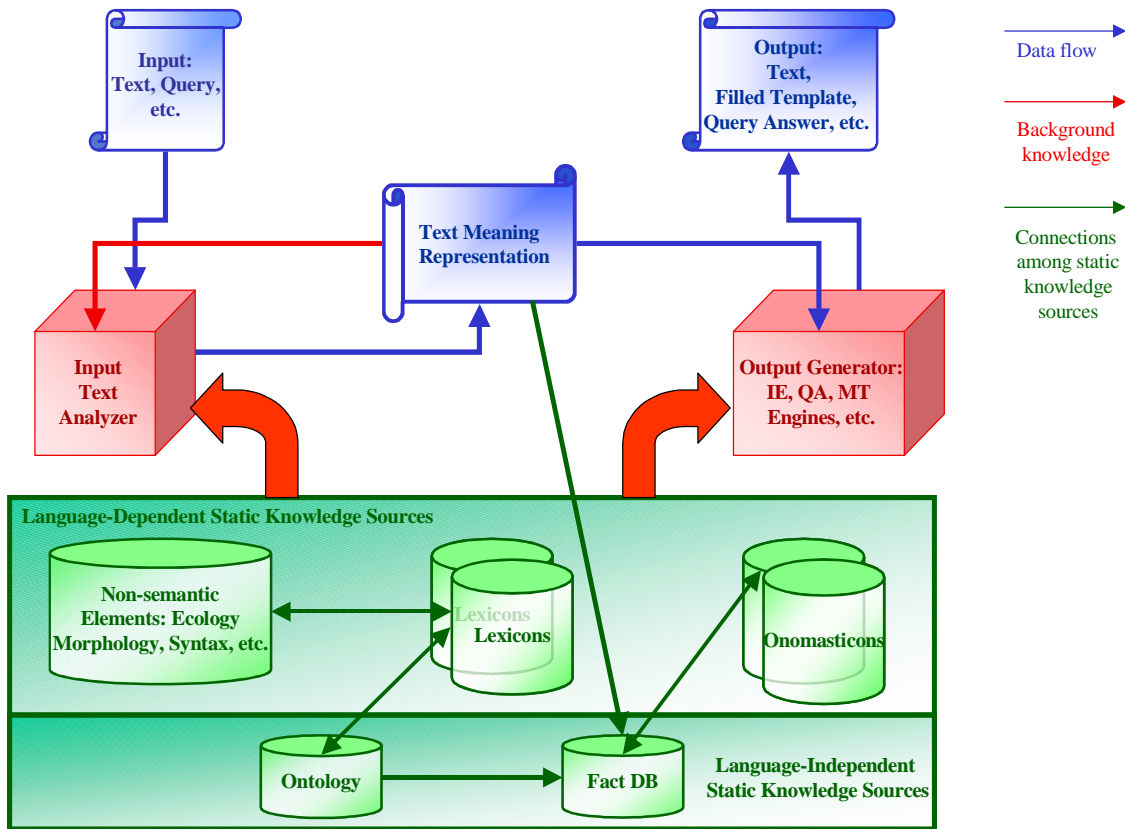 Input:
Text, Query,
etc.
Output:
Text,
Filled Template,
Query Answer, etc.
Data flow
Background
knowledge
Connections
among static
knowledge
sources
Text Meaning
Representation
Input
Text
Analyzer
Output Generator:
IE, QA, MT
Engines, etc.
Language-Dependent Static Knowledge Sources
Non-semantic
Elements: Ecology
Morphology, Syntax, etc.
Lexicons
Lexicons
Onomasticons
Ontology
Fact DB
Language-Independent
Static Knowledge Sources